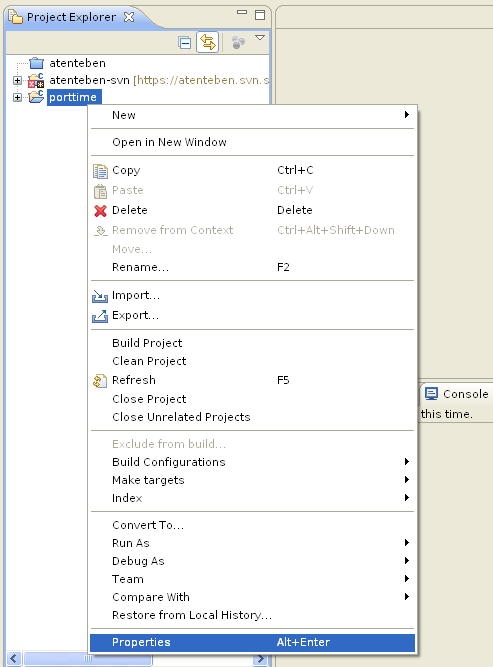 Project Explorer
atenteben
atenteben-svn [https://atenteben.svn.s
porttime
New
Open in New Window
Copy Ctrl+C
Paste Ctrl+V
Delete Delete
Remove from Context Ctrl+Alt+Shift+Down
Move...
Rename... F2
Import...
Export...
Build Project
Clean Project
Refresh F5
Close Project
Close Unrelated Projects
Console
this time.
Exclude from build...
Build Configurations
Make targets
Index
Convert To...
Run As
Debug As
Team
Compare With
Restore from Local History...
Properties Alt+Enter